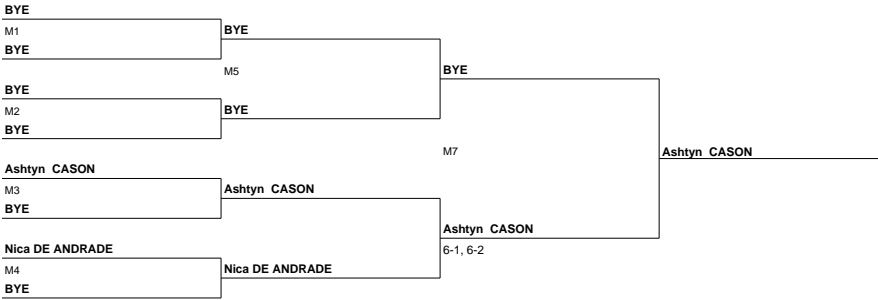 BYE
M1
BYE
BYE
M5
BYE
M2
BYE
BYE
BYE
M7
Ashtyn CASON
M3
BYE
Ashtyn CASON
Nica DE ANDRADE
M4
BYE
Nica DE ANDRADE
Ashtyn CASON
6-1, 6-2
Ashtyn CASON